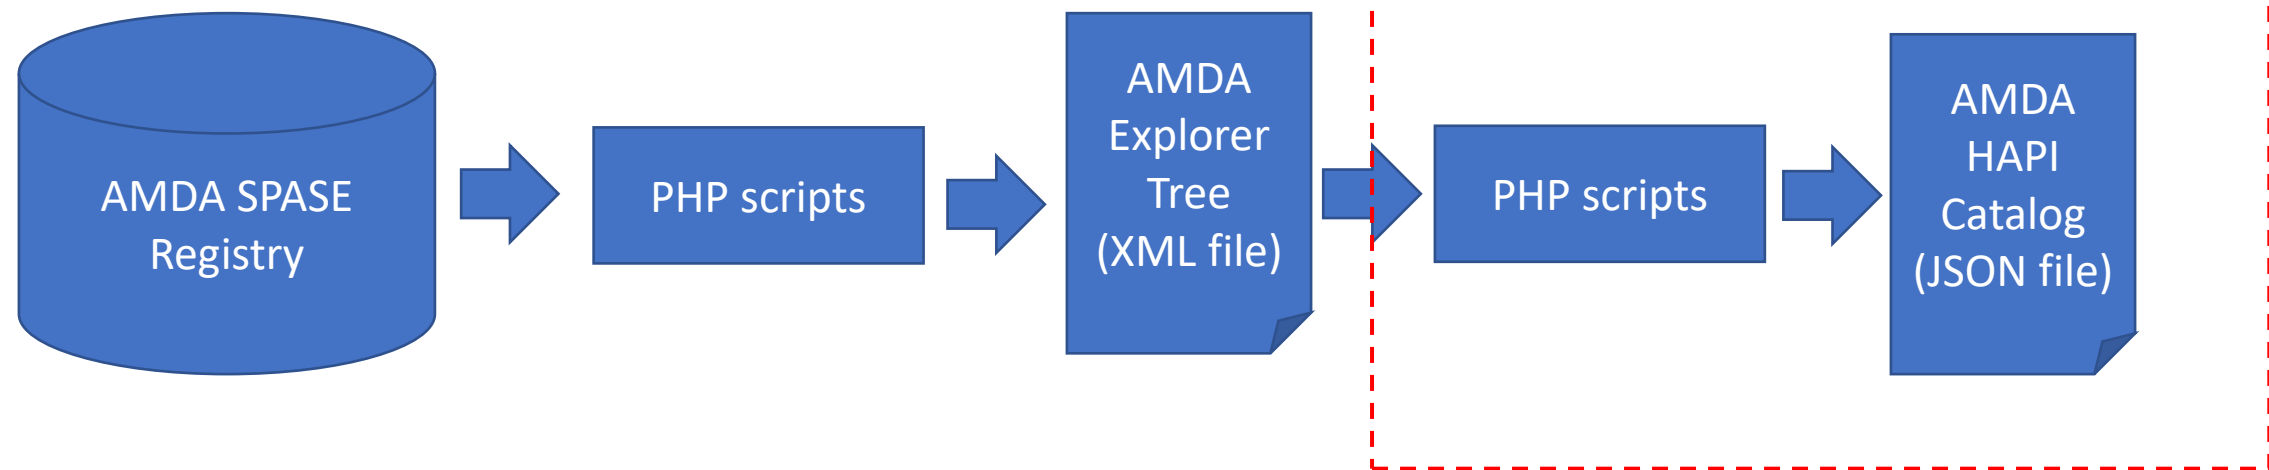 AMDA SPASE
Registry
PHP scripts
AMDA
Explorer
Tree
(XML file)
PHP scripts
AMDA
HAPI
Catalog
(JSON file)